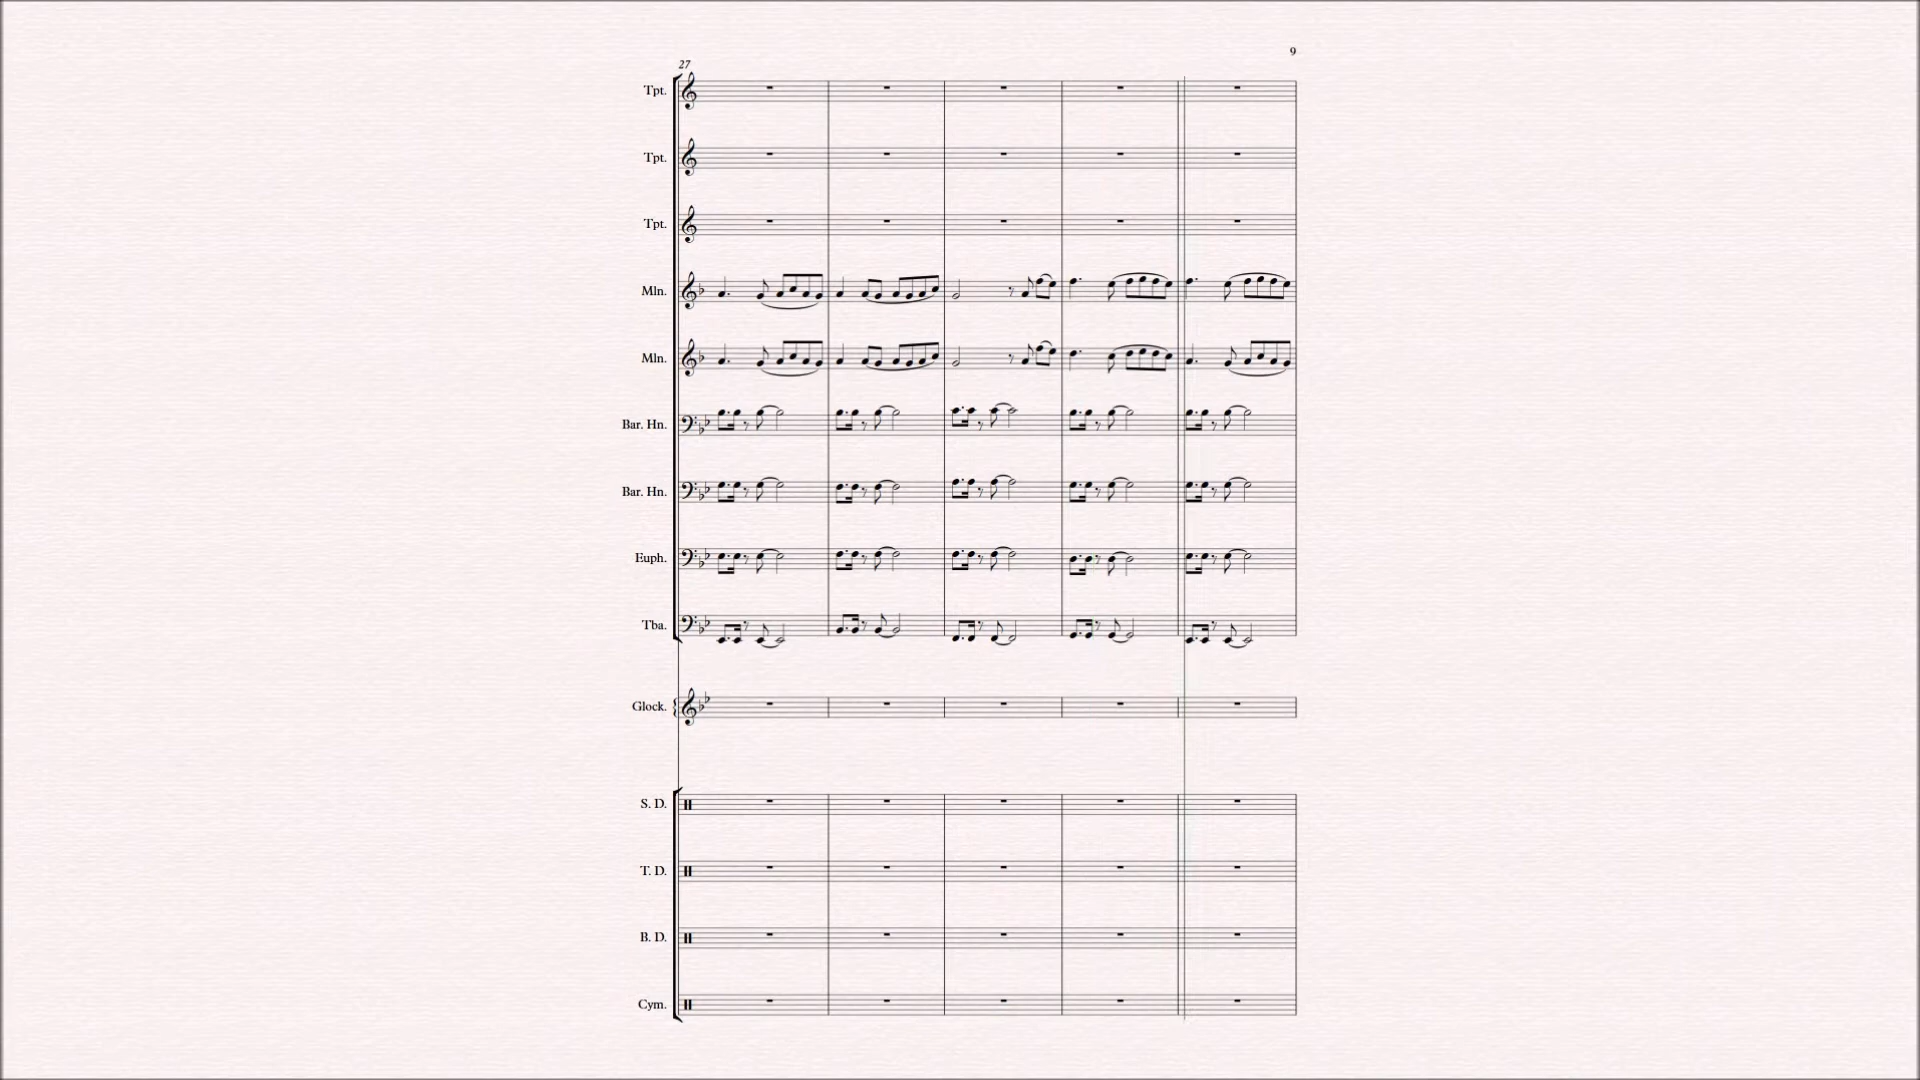 9
27
Tpt.
Tpt.
Tpt.
Mln.
Mln.
Bar. Hn.
Bar. Hn.
Euph.
Tba.
Glock.
S. D.
T. D.
B. D.
Cym.